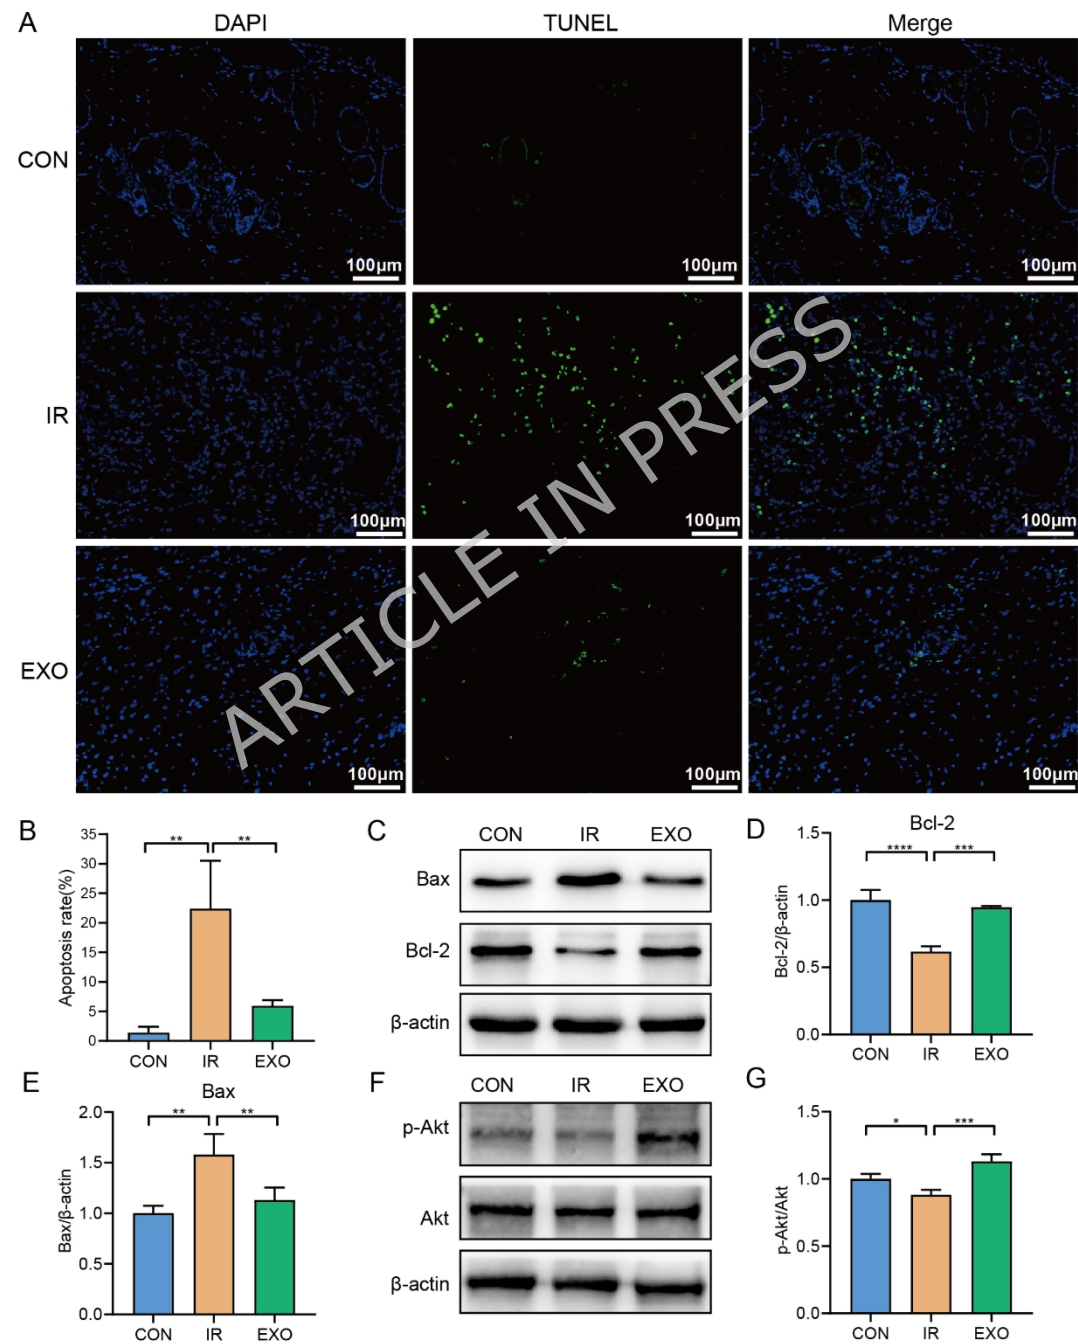 A
DAPI TUNEL Merge
CON
100μm 100μm 100μm
IR
100μm 100μm 100μm
EXO
100μm 100μm 100μm
ARTICLE IN PRESS
B
Apoptosis rate(%)
35
30
25
20
15
10
5
0
** **
CON IR EXO
C
CON IR EXO
Bax
Bcl-2
β-actin
D
Bcl-2
Bcl-2/β-actin
1.5
1.0
0.5
0.0
**** ***
CON IR EXO
E
Bax
Bax/β-actin
2.0
1.5
1.0
0.5
0.0
** **
CON IR EXO
F
CON IR EXO
p-Akt
Akt
β-actin
G
p-Akt/Akt
1.5
1.0
0.5
0.0
* ***
CON IR EXO